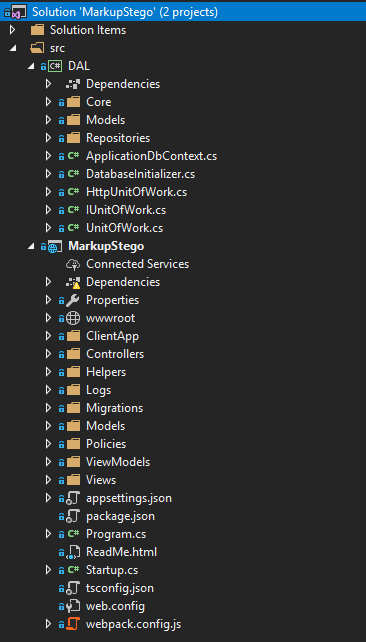 Solution 'MarkupStego' (2 projects)
Solution Items
src
C# DAL
Dependencies
Core
Models
Repositories
C# ApplicationDbContext.cs
C# DatabaseInitializer.cs
C# HttpUnitOfWork.cs
C# IUnitOfWork.cs
C# UnitOfWork.cs
MarkupStego
Connected Services
Dependencies
Properties
wwwroot
ClientApp
Controllers
Helpers
Logs
Migrations
Models
Policies
ViewModels
Views
appsettings.json
package.json
C# Program.cs
ReadMe.html
C# Startup.cs
tsconfig.json
web.config
webpack.config.js